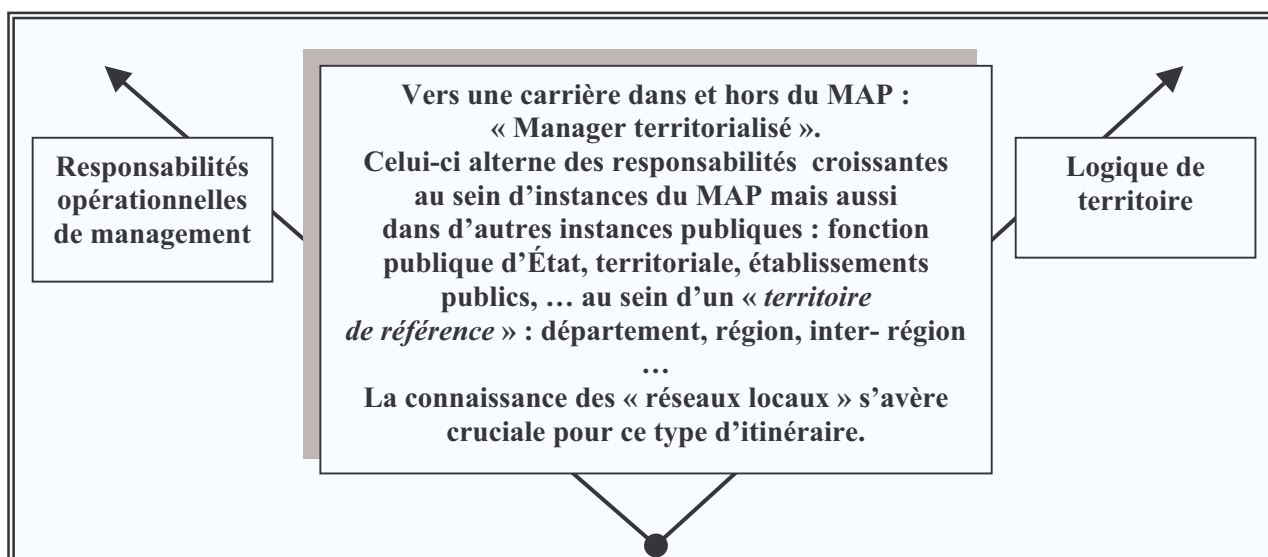 Vers une carrière dans et hors du MAP :
« Manager territorialisé ».
Celui-ci alterne des responsabilités croissantes
au sein d’instances du MAP mais aussi
dans d’autres instances publiques : fonction
publique d’État, territoriale, établissements
publics, … au sein d’un « territoire
de référence » : département, région, inter- région
…
La connaissance des « réseaux locaux » s’avère
cruciale pour ce type d’itinéraire.
Responsabilités
opérationnelles
de management
Logique de
territoire